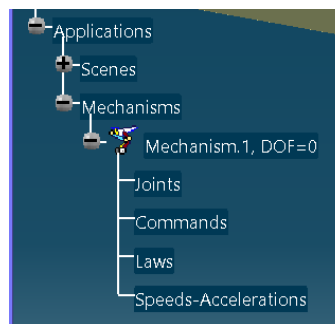 Applications
Scenes
Mechanisms
Mechanism.1, DOF=0
Joints
Commands
Laws
Speeds-Accelerations